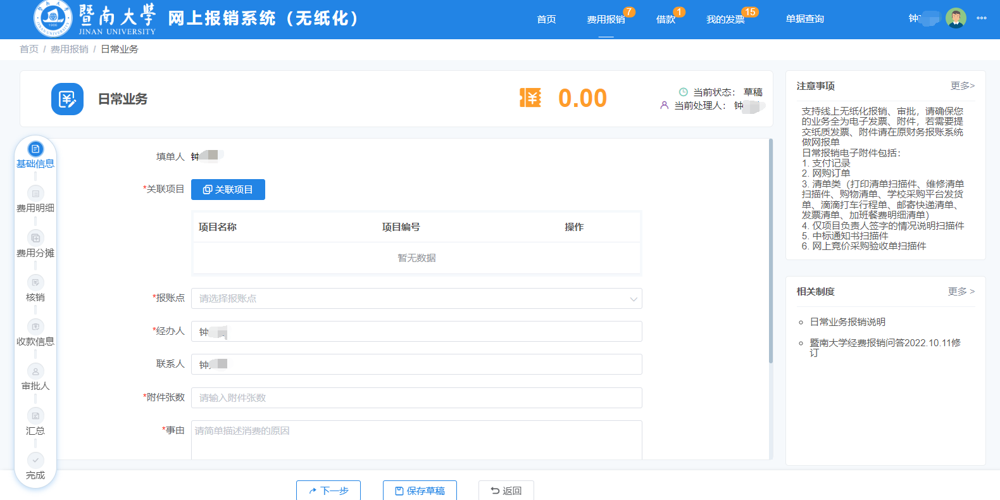 暨南大学
JINAN UNIVERSITY
网上报销系统（无纸化）
首页
费用报销
7
借款
1
我的发票
15
单据查询
钟
首页 / 费用报销 / 日常业务
日常业务
0.00
当前状态： 草稿
当前处理人： 钟
基础信息
费用明细
费用分摊
核销
收款信息
审批人
汇总
完成
填单人 钟
*关联项目 关联项目
项目名称 项目编号 操作
暂无数据
*报账点 请选择报账点
*经办人 钟
联系人 钟
*附件张数 请输入附件张数
*事由 请简单描述消费的原因
下一步 保存草稿 返回
注意事项 更多>
支持线上无纸化报销、审批，请确保您
的业务全为电子发票、附件，若需要提
交纸质发票、附件请在原财务报账系统
做网报单
日常报销电子附件包括：
1. 支付记录
2. 网购订单
3. 清单类（打印清单扫描件、维修清单
扫描件、购物清单、学校采购平台发货
单、滴滴打车行程单、邮寄快递清单、
发票清单、加班餐费明细清单）
4. 仅项目负责人签字的情况说明扫描件
5. 中标通知书扫描件
6. 网上竞价采购验收单扫描件
相关制度 更多 >
日常业务报销说明
暨南大学经费报销问答2022.10.11修
订